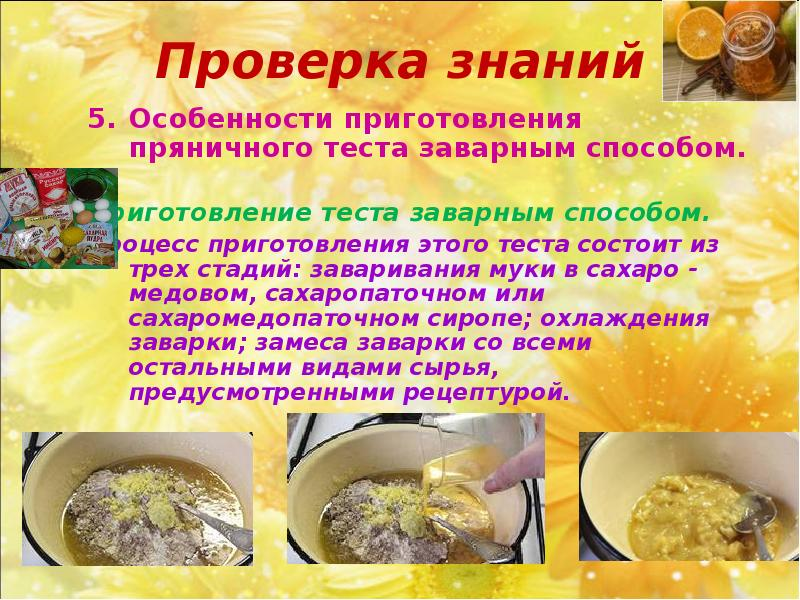 Проверка знаний
5. Особенности приготовления
пряничного теста заварным способом.
риготовление теста заварным способом.
роцесс приготовления этого теста состоит из
трех стадий: заваривания муки в сахаро -
медовом, сахаропаточном или
сахаромедопаточном сиропе; охлаждения
заварки; замеса заварки со всеми
остальными видами сырья,
предусмотренными рецептурой.